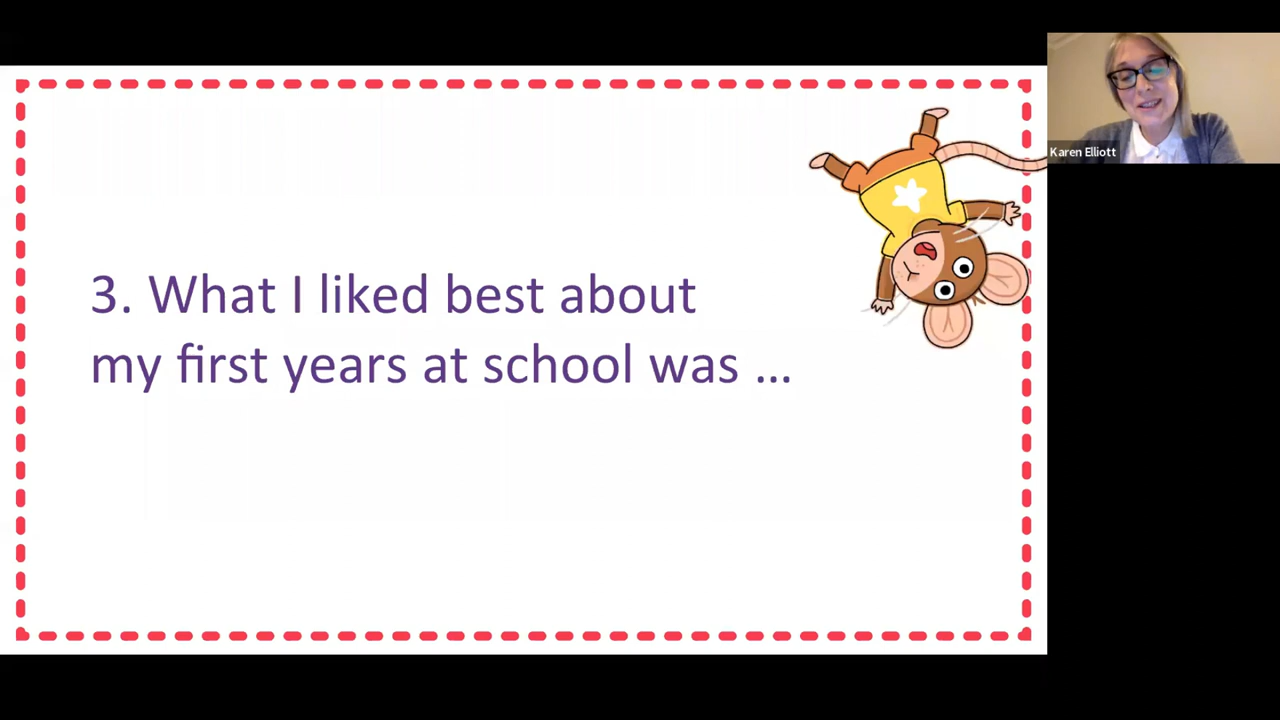 3. What I liked best about
my first years at school was ...
Karen Elliott